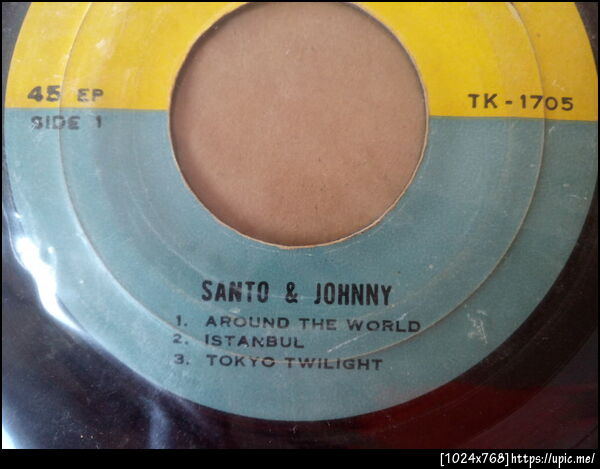 45 EP
TK - 1705
SIDE 1
SANTO & JOHNNY
1. AROUND THE WORLD
2. ISTANBUL
3. TOKYO TWILIGHT
[1024x768]https://upic.me/